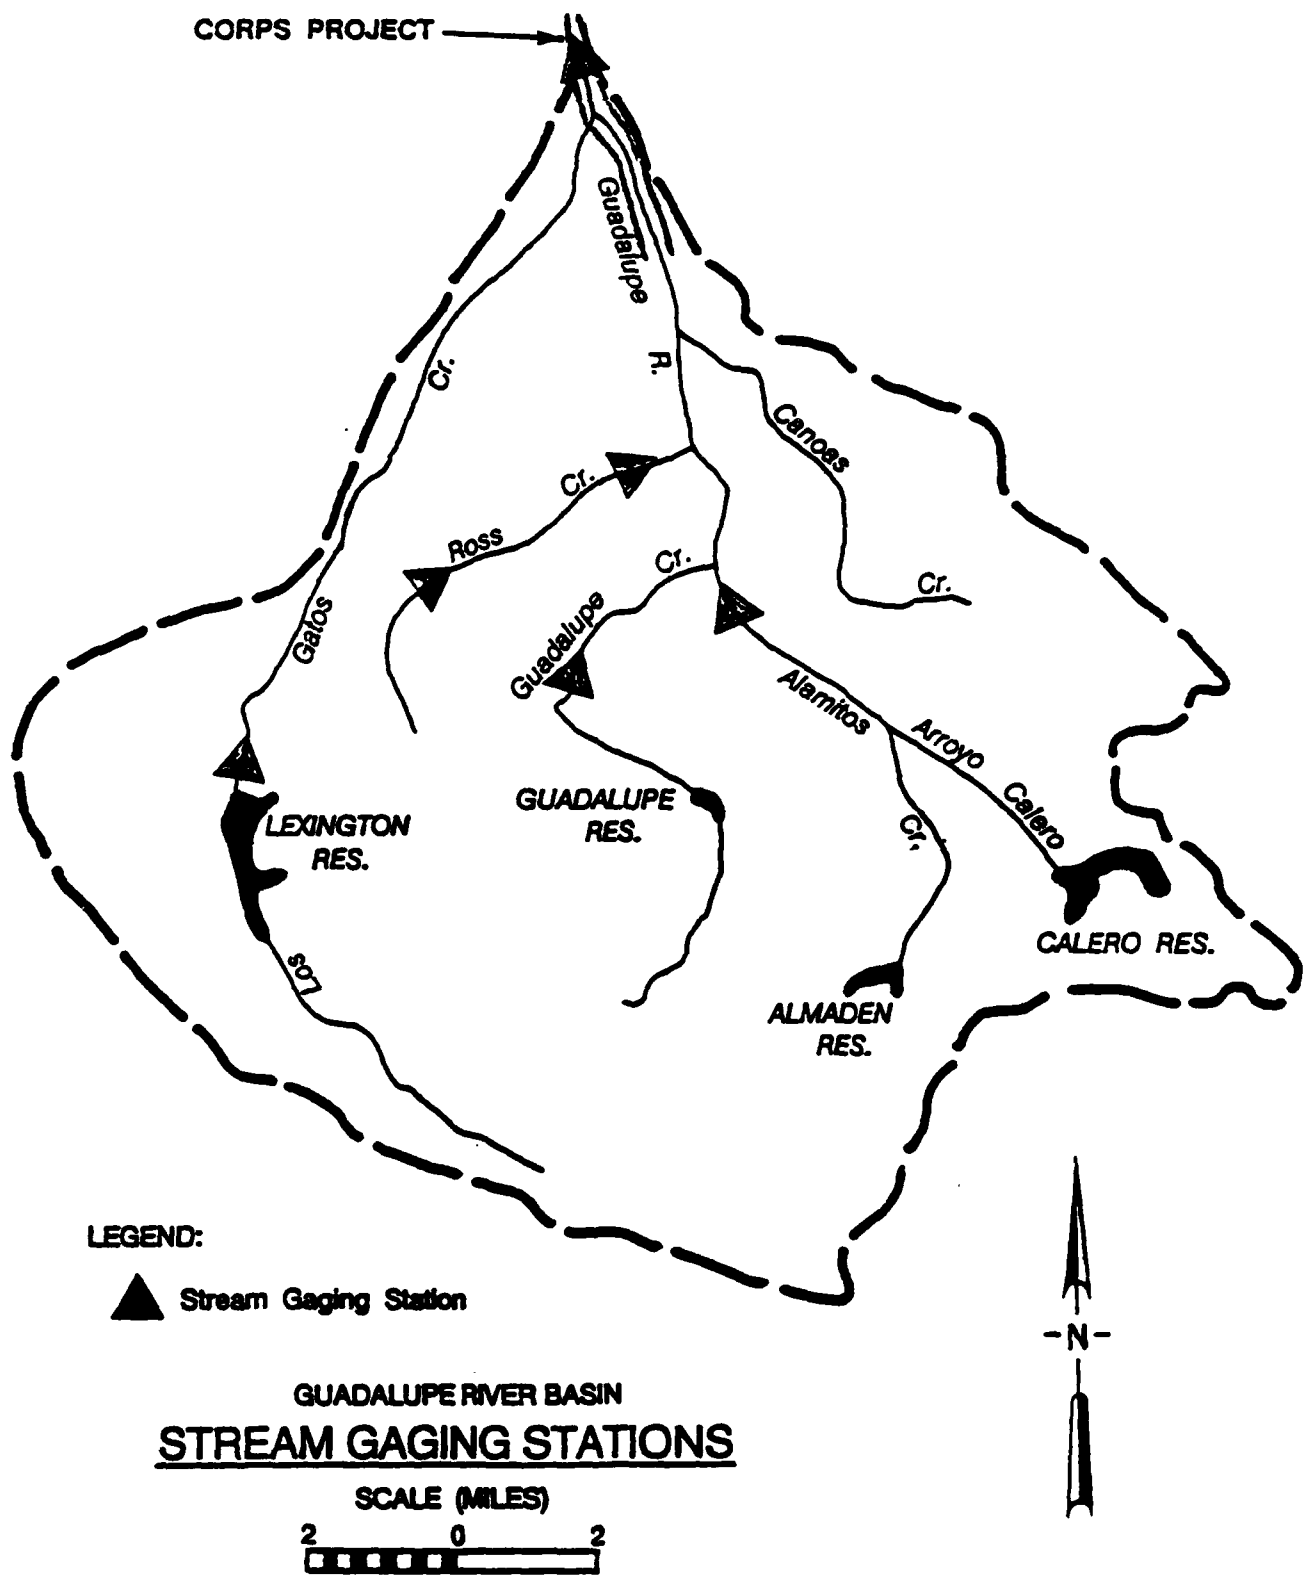 CORPS PROJECT
Guadalupe
R.
Cr.
Canoas
Cr.
Cr.
Ross
Cr.
Guadalupe
Cr.
Gatos
Alamitos
Arroyo
Calero
Cr,
LEXINGTON
RES.
GUADALUPE
RES.
CALERO RES.
Los
ALMADEN
RES.
LEGEND:
Stream Gaging Station
-N-
GUADALUPE RIVER BASIN
STREAM GAGING STATIONS
SCALE (MILES)
2 0 2